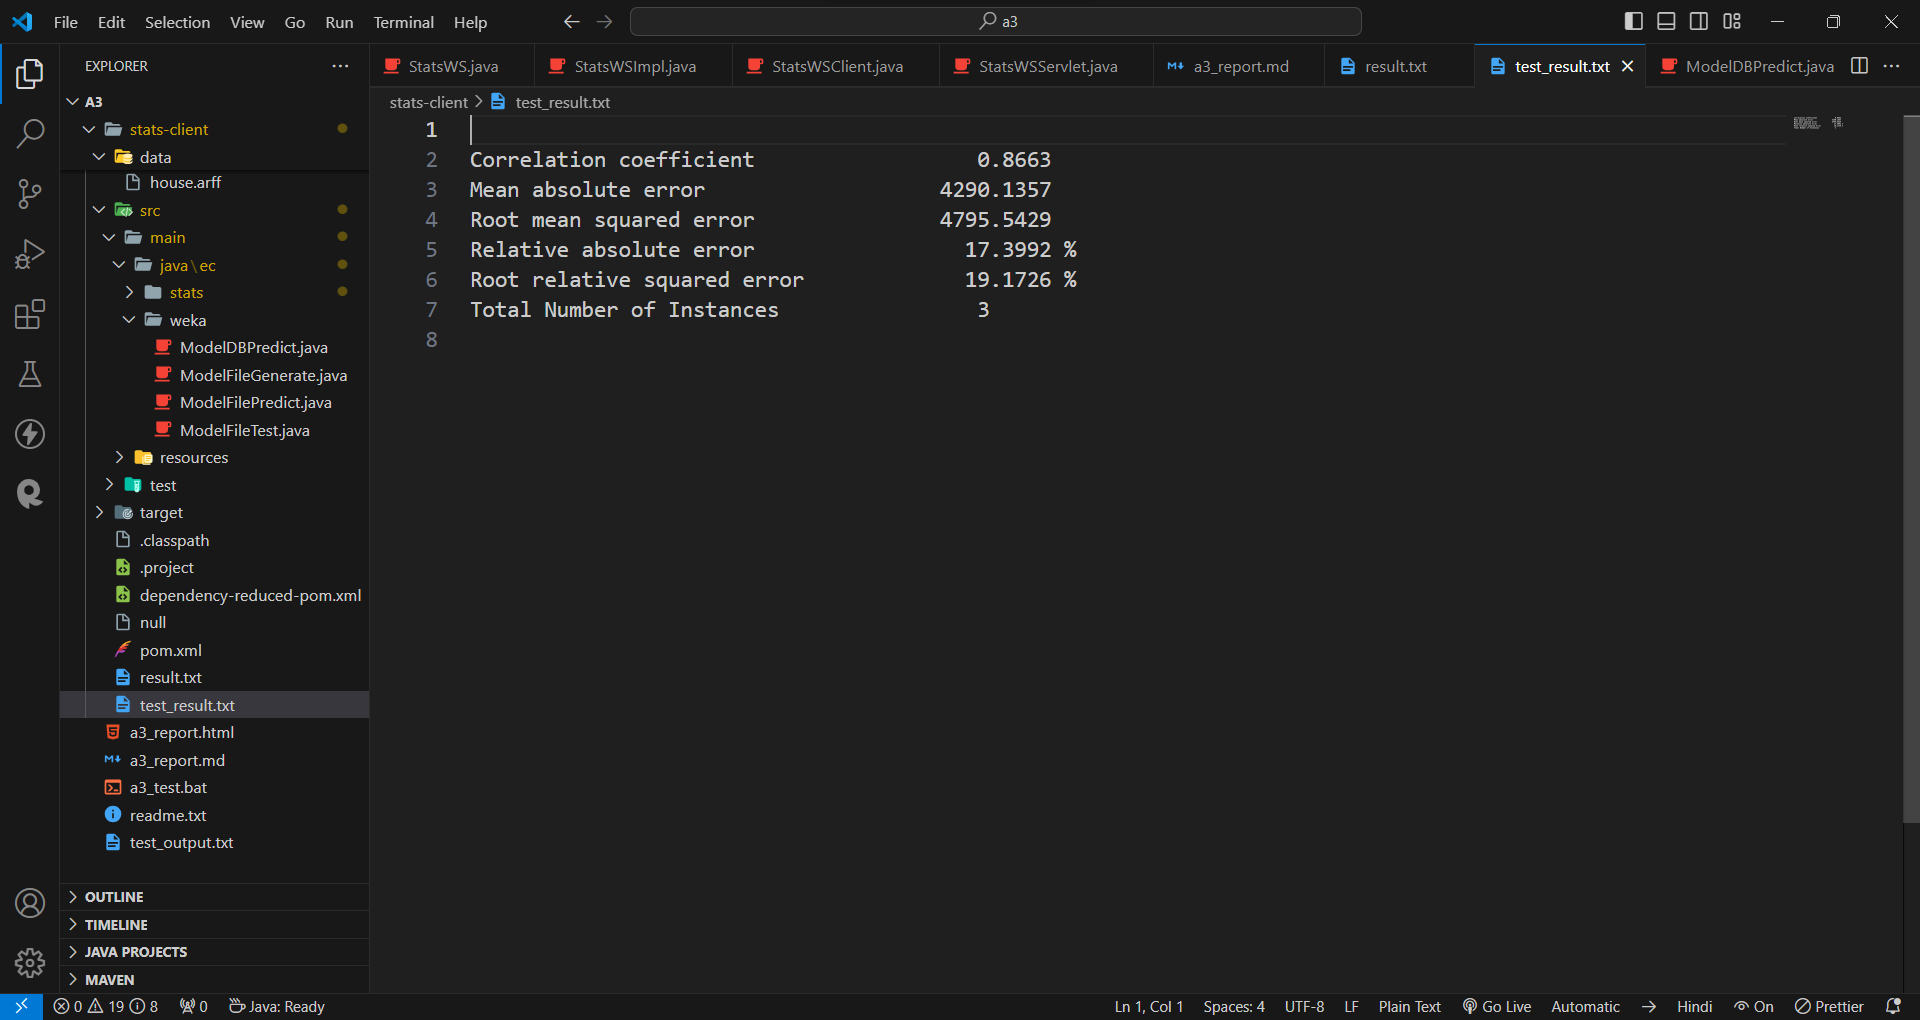 File Edit Selection View Go Run Terminal Help
a3
EXPLORER
A3
stats-client
data
house.arff
src
main
java\ec
stats
weka
ModelDBPredict.java
ModelFileGenerate.java
ModelFilePredict.java
ModelFileTest.java
resources
test
target
.classpath
.project
dependency-reduced-pom.xml
null
pom.xml
result.txt
test_result.txt
a3_report.html
a3_report.md
a3_test.bat
readme.txt
test_output.txt
OUTLINE
TIMELINE
JAVA PROJECTS
MAVEN
StatsWS.java StatsWSImpl.java StatsWSClient.java StatsWSServlet.java a3_report.md result.txt test_result.txt ModelDBPredict.java
stats-client > test_result.txt
1
2 Correlation coefficient 0.8663
3 Mean absolute error 4290.1357
4 Root mean squared error 4795.5429
5 Relative absolute error 17.3992 %
6 Root relative squared error 19.1726 %
7 Total Number of Instances 3
8
0 19 8 0 Java: Ready Ln 1, Col 1 Spaces: 4 UTF-8 LF Plain Text Go Live Automatic Hindi On Prettier